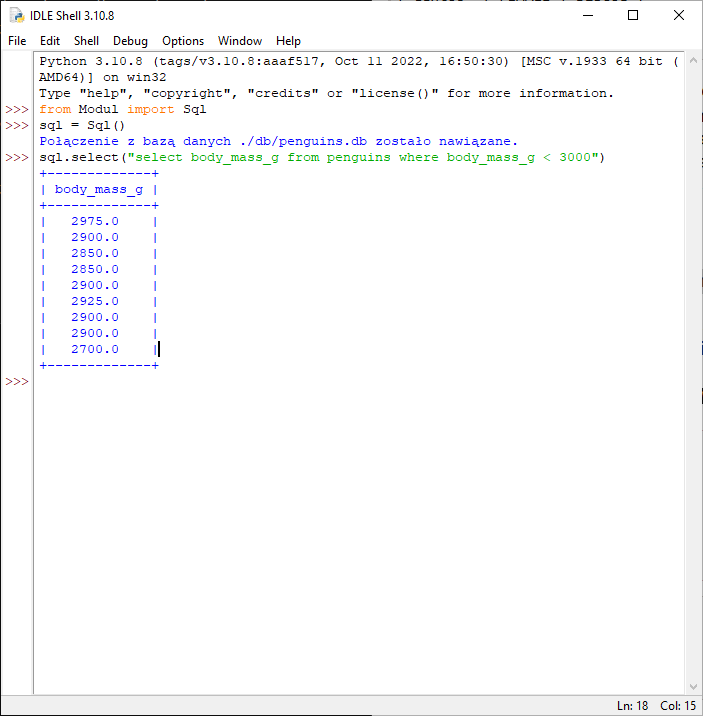 IDLE Shell 3.10.8
File Edit Shell Debug Options Window Help
Python 3.10.8 (tags/v3.10.8:aaaf517, Oct 11 2022, 16:50:30) [MSC v.1933 64 bit (
AMD64)] on win32
Type "help", "copyright", "credits" or "license()" for more information.
>>> from Modul import Sql
>>> sql = Sql()
Połączenie z bazą danych ./db/penguins.db zostało nawiązane.
>>> sql.select("select body_mass_g from penguins where body_mass_g < 3000")
+-------------+
| body_mass_g |
+-------------+
|   2975.0    |
|   2900.0    |
|   2850.0    |
|   2850.0    |
|   2900.0    |
|   2925.0    |
|   2900.0    |
|   2900.0    |
|   2700.0    |
+-------------+
>>>
Ln: 18 Col: 15